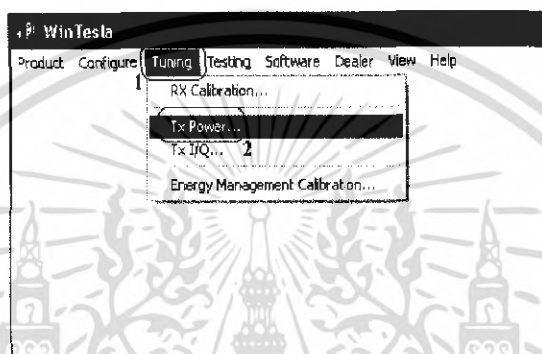 WinTesla
Product Configure Tuning Testing Software Dealer View Help
1
RX Calibration...
Tx Power...
Tx I/Q... 2
Energy Management Calibration...